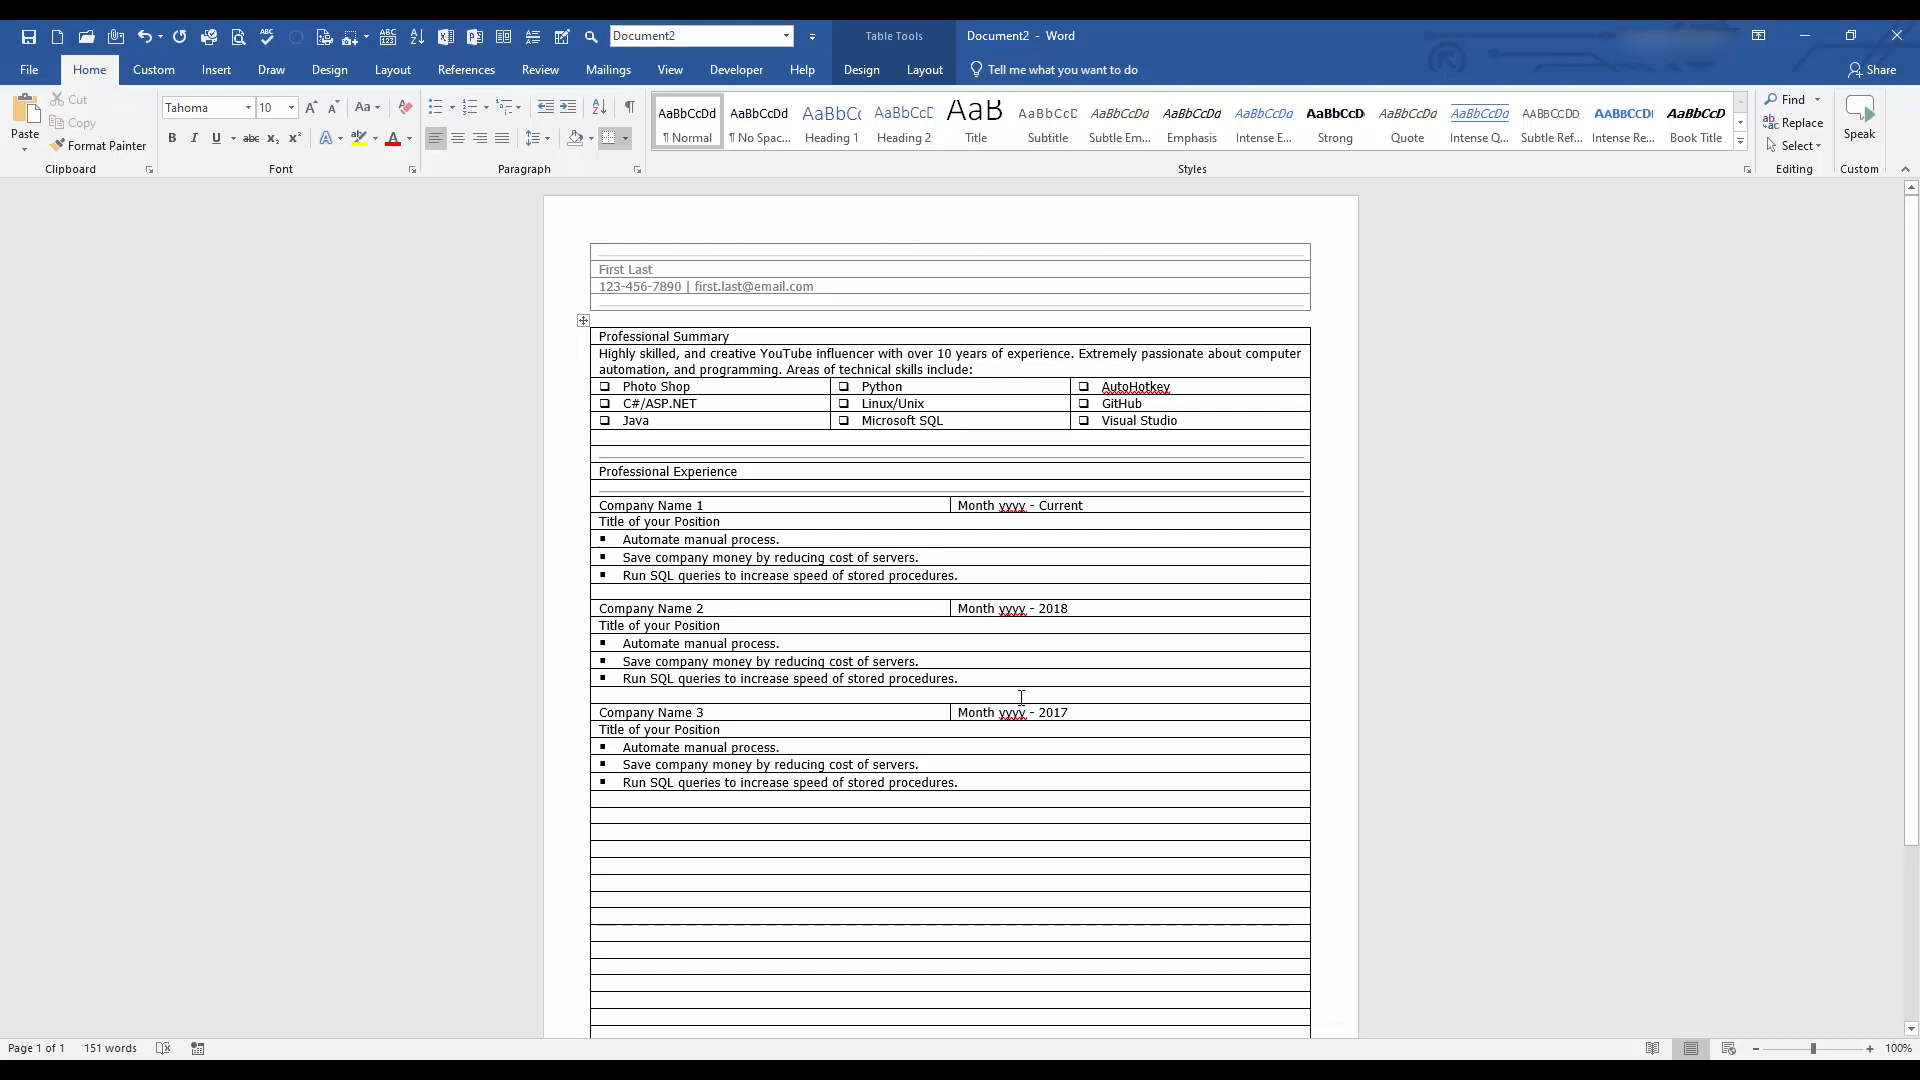 Document2
Table Tools
Document2 - Word
File Home Custom Insert Draw Design Layout References Review Mailings View Developer Help Design Layout Tell me what you want to do Share
Paste
Cut
Copy
Format Painter
Clipboard
Tahoma 10
Font
Paragraph
AaBbCcDd AaBbCcDd AaBbCc AaBbCcD AaB AaBbCcD AaBbCcDd AaBbCcDd AaBbCcDd AaBbCcD AaBbCcDd AaBbCcDd AaBbCcDD AaBbCcDd AaBbCcD
¶ Normal ¶ No Spac... Heading 1 Heading 2 Title Subtitle Subtle Em... Emphasis Intense E... Strong Quote Intense Q... Subtle Ref... Intense Re... Book Title
Styles
Find
Replace
Select
Editing
Speak
Custom
First Last
123-456-7890 | first.last@email.com
Professional Summary
Highly skilled, and creative YouTube influencer with over 10 years of experience. Extremely passionate about computer
automation, and programming. Areas of technical skills include:
❑ Photo Shop ❑ Python ❑ AutoHotkey
❑ C#/ASP.NET ❑ Linux/Unix ❑ GitHub
❑ Java ❑ Microsoft SQL ❑ Visual Studio
Professional Experience
Company Name 1 Month yyyy - Current
Title of your Position
▪ Automate manual process.
▪ Save company money by reducing cost of servers.
▪ Run SQL queries to increase speed of stored procedures.
Company Name 2 Month yyyy - 2018
Title of your Position
▪ Automate manual process.
▪ Save company money by reducing cost of servers.
▪ Run SQL queries to increase speed of stored procedures.
Company Name 3 Month yyyy - 2017
Title of your Position
▪ Automate manual process.
▪ Save company money by reducing cost of servers.
▪ Run SQL queries to increase speed of stored procedures.
Page 1 of 1 151 words 100%